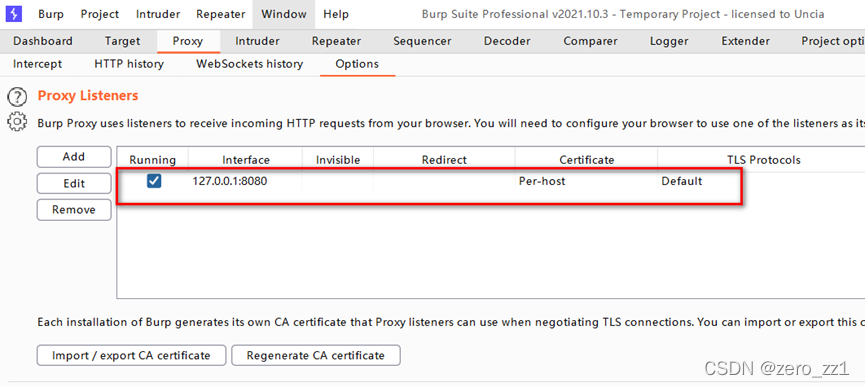 Burp Project Intruder Repeater Window Help Burp Suite Professional v2021.10.3 - Temporary Project - licensed to Uncia
Dashboard Target Proxy Intruder Repeater Sequencer Decoder Comparer Logger Extender Project opti
Intercept HTTP history WebSockets history Options
? Proxy Listeners
Burp Proxy uses listeners to receive incoming HTTP requests from your browser. You will need to configure your browser to use one of the listeners as its
Add
Running Interface Invisible Redirect Certificate TLS Protocols
Edit
127.0.0.1:8080 Per-host Default
Remove
Each installation of Burp generates its own CA certificate that Proxy listeners can use when negotiating TLS connections. You can import or export this c
Import / export CA certificate Regenerate CA certificate
CSDN @zero_zz1